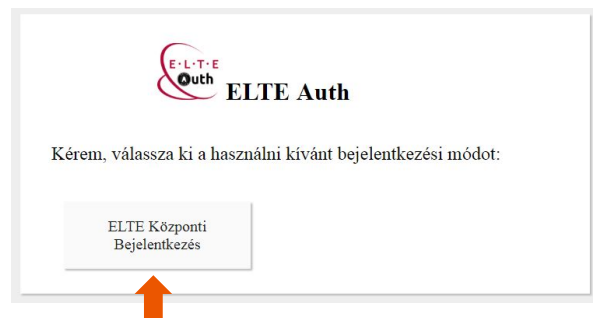 E·L·T·E
Auth
ELTE Auth
Kérem, válassza ki a használni kívánt bejelentkezési módot:
ELTE Központi
Bejelentkezés